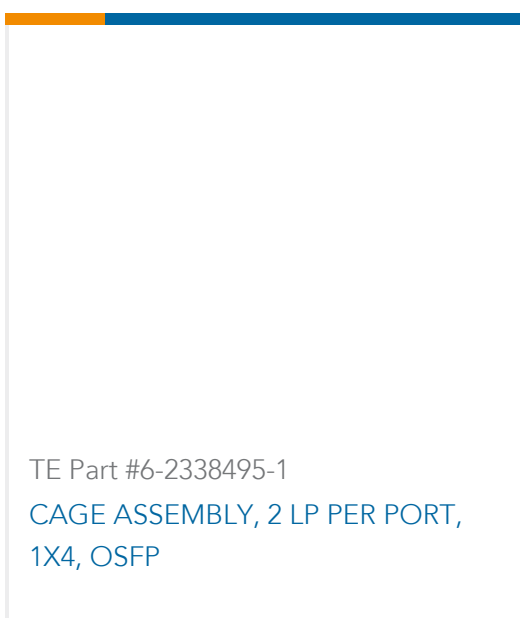 TE Part #6-2338495-1
CAGE ASSEMBLY, 2 LP PER PORT,
1X4, OSFP